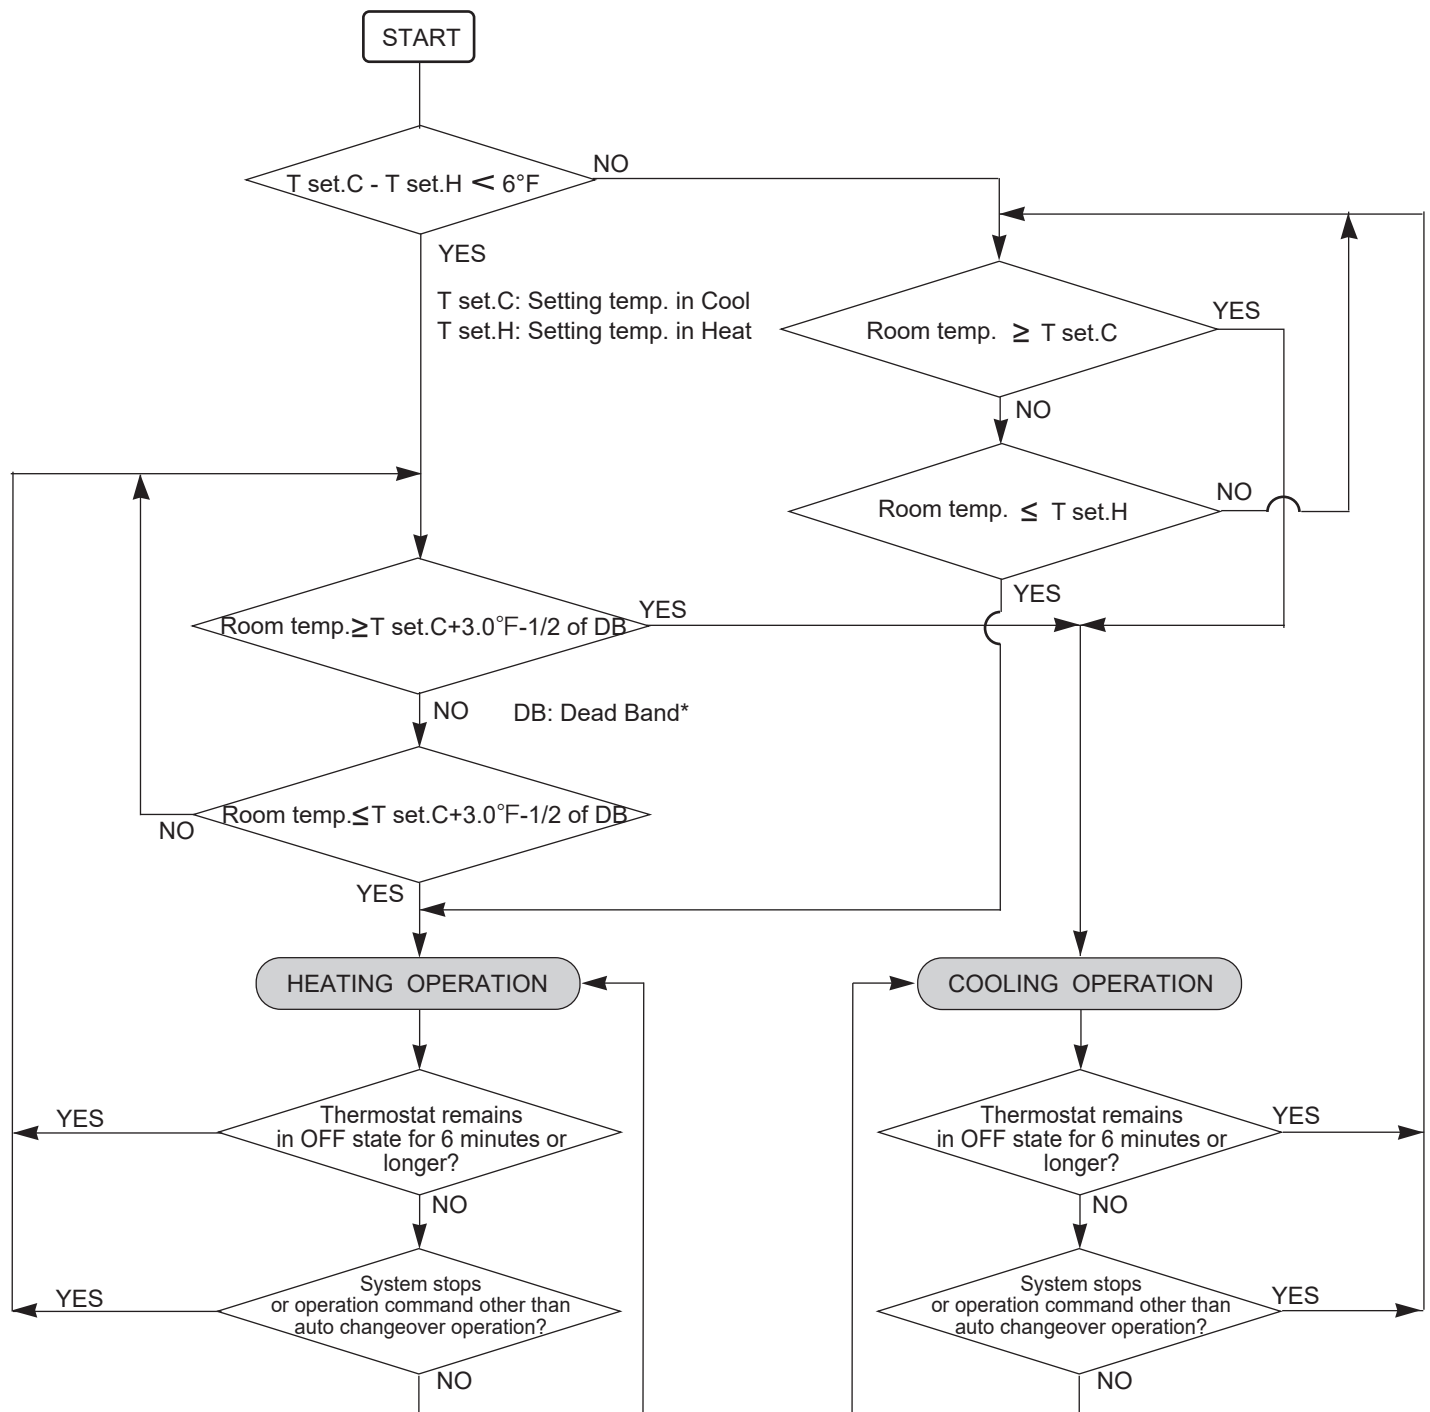 START
T set.C - T set.H < 6°F
NO
YES
T set.C: Setting temp. in Cool
T set.H: Setting temp. in Heat
Room temp. ≥ T set.C
YES
NO
Room temp. ≤ T set.H
NO
YES
Room temp.≥T set.C+3.0°F-1/2 of DB
YES
NO
DB: Dead Band*
Room temp.≤T set.C+3.0°F-1/2 of DB
NO
YES
HEATING OPERATION
COOLING OPERATION
Thermostat remains
in OFF state for 6 minutes or
longer?
YES
NO
Thermostat remains
in OFF state for 6 minutes or
longer?
YES
NO
System stops
or operation command other than
auto changeover operation?
YES
NO
System stops
or operation command other than
auto changeover operation?
YES
NO